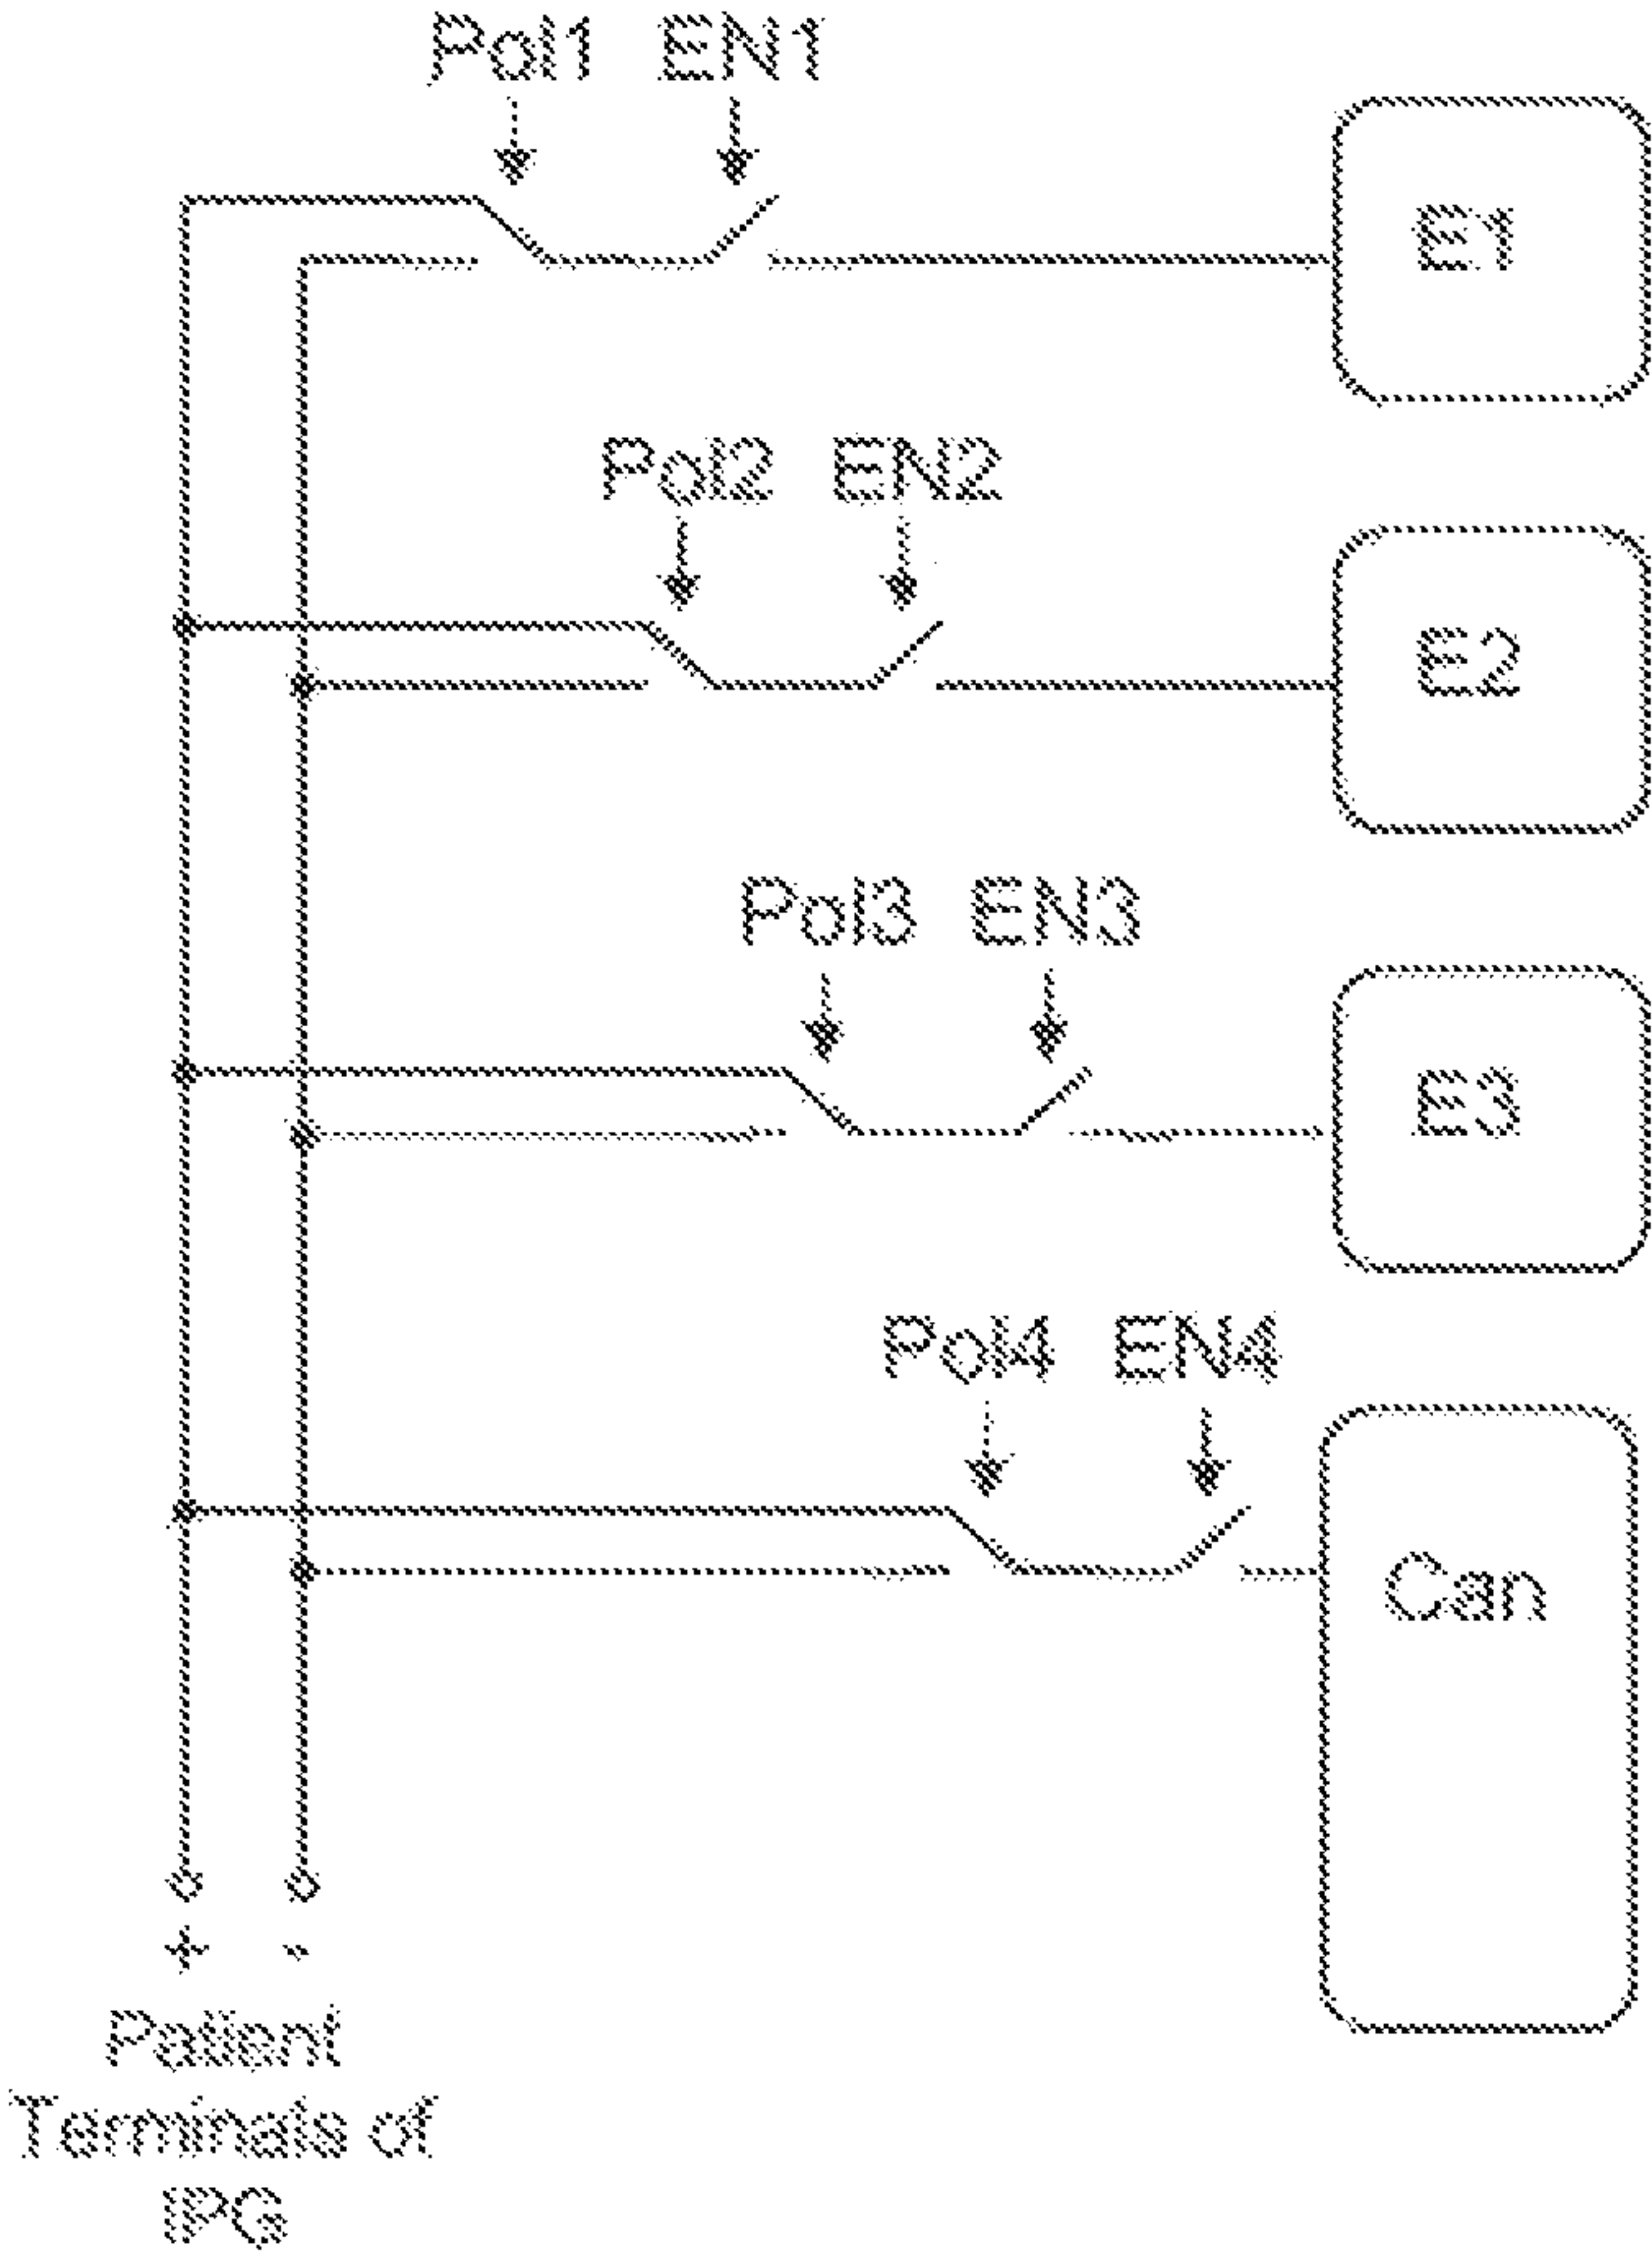 Pol1 EN1
E1
Pol2 EN2
E2
Pol3 EN3
E3
Pol4 EN4
Can
+ -
Patient
Terminals of
IPG